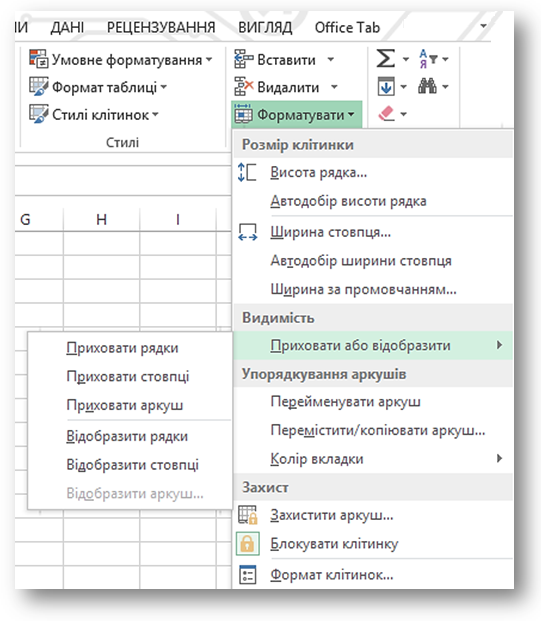 НИ ДАНІ РЕЦЕНЗУВАННЯ ВИГЛЯД Office Tab
Умовне форматування
Формат таблиці
Стилі клітинок
Стилі
Вставити
Видалити
Форматувати
Розмір клітинки
Висота рядка...
Автодобір висоти рядка
Ширина стовпця...
Автодобір ширини стовпця
Ширина за промовчанням...
Видимість
Приховати або відобразити
Упорядкування аркушів
Перейменувати аркуш
Перемістити/копіювати аркуш...
Колір вкладки
Захист
Захистити аркуш...
Блокувати клітинку
Формат клітинок...
G H I
Приховати рядки
Приховати стовпці
Приховати аркуш
Відобразити рядки
Відобразити стовпці
Відобразити аркуш...